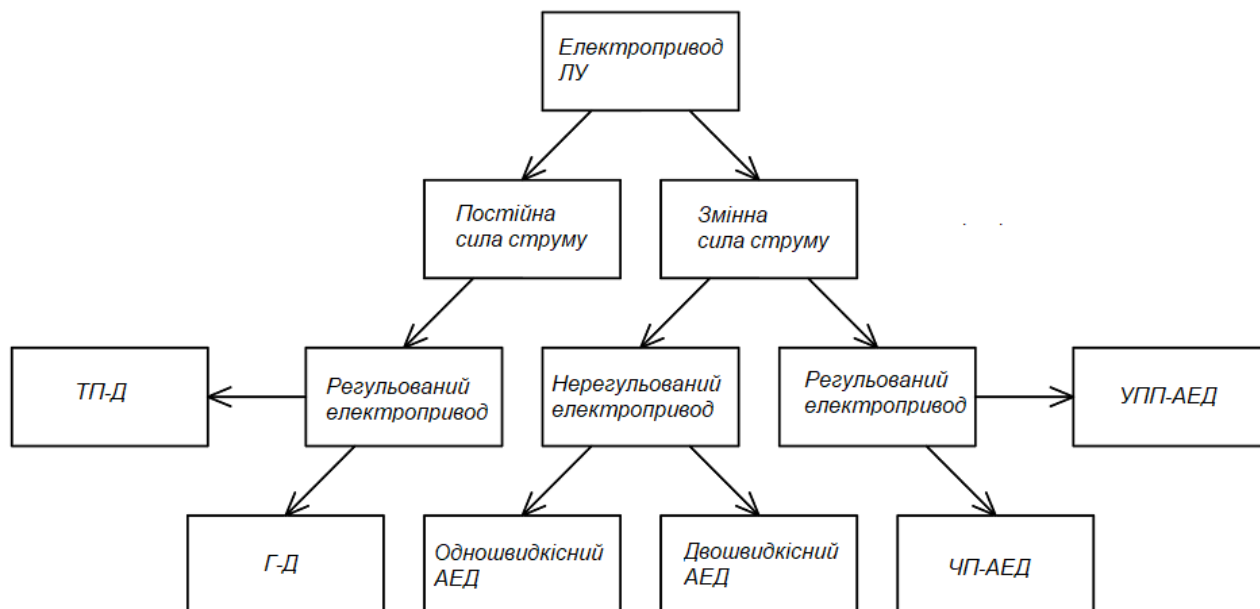 Електропривод
ЛУ
Постійна
сила струму
Змінна
сила струму
ТП-Д
Регульований
електропривод
Нерегульований
електропривод
Регульований
електропривод
УПП-АЕД
Г-Д
Одношвидкісний
АЕД
Двошвидкісний
АЕД
ЧП-АЕД